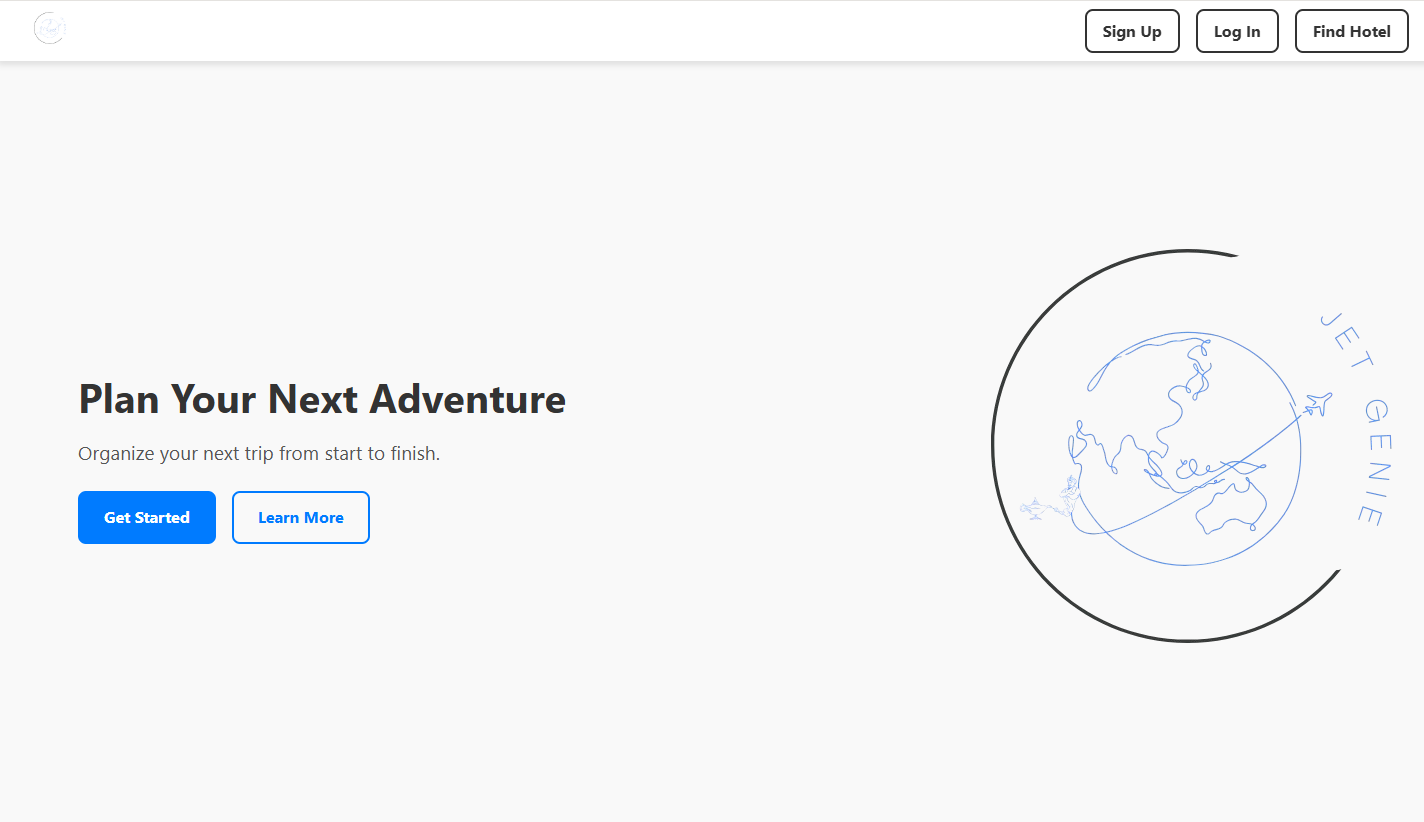 Sign Up
Log In
Find Hotel
Plan Your Next Adventure
Organize your next trip from start to finish.
Get Started
Learn More
JET GENIE